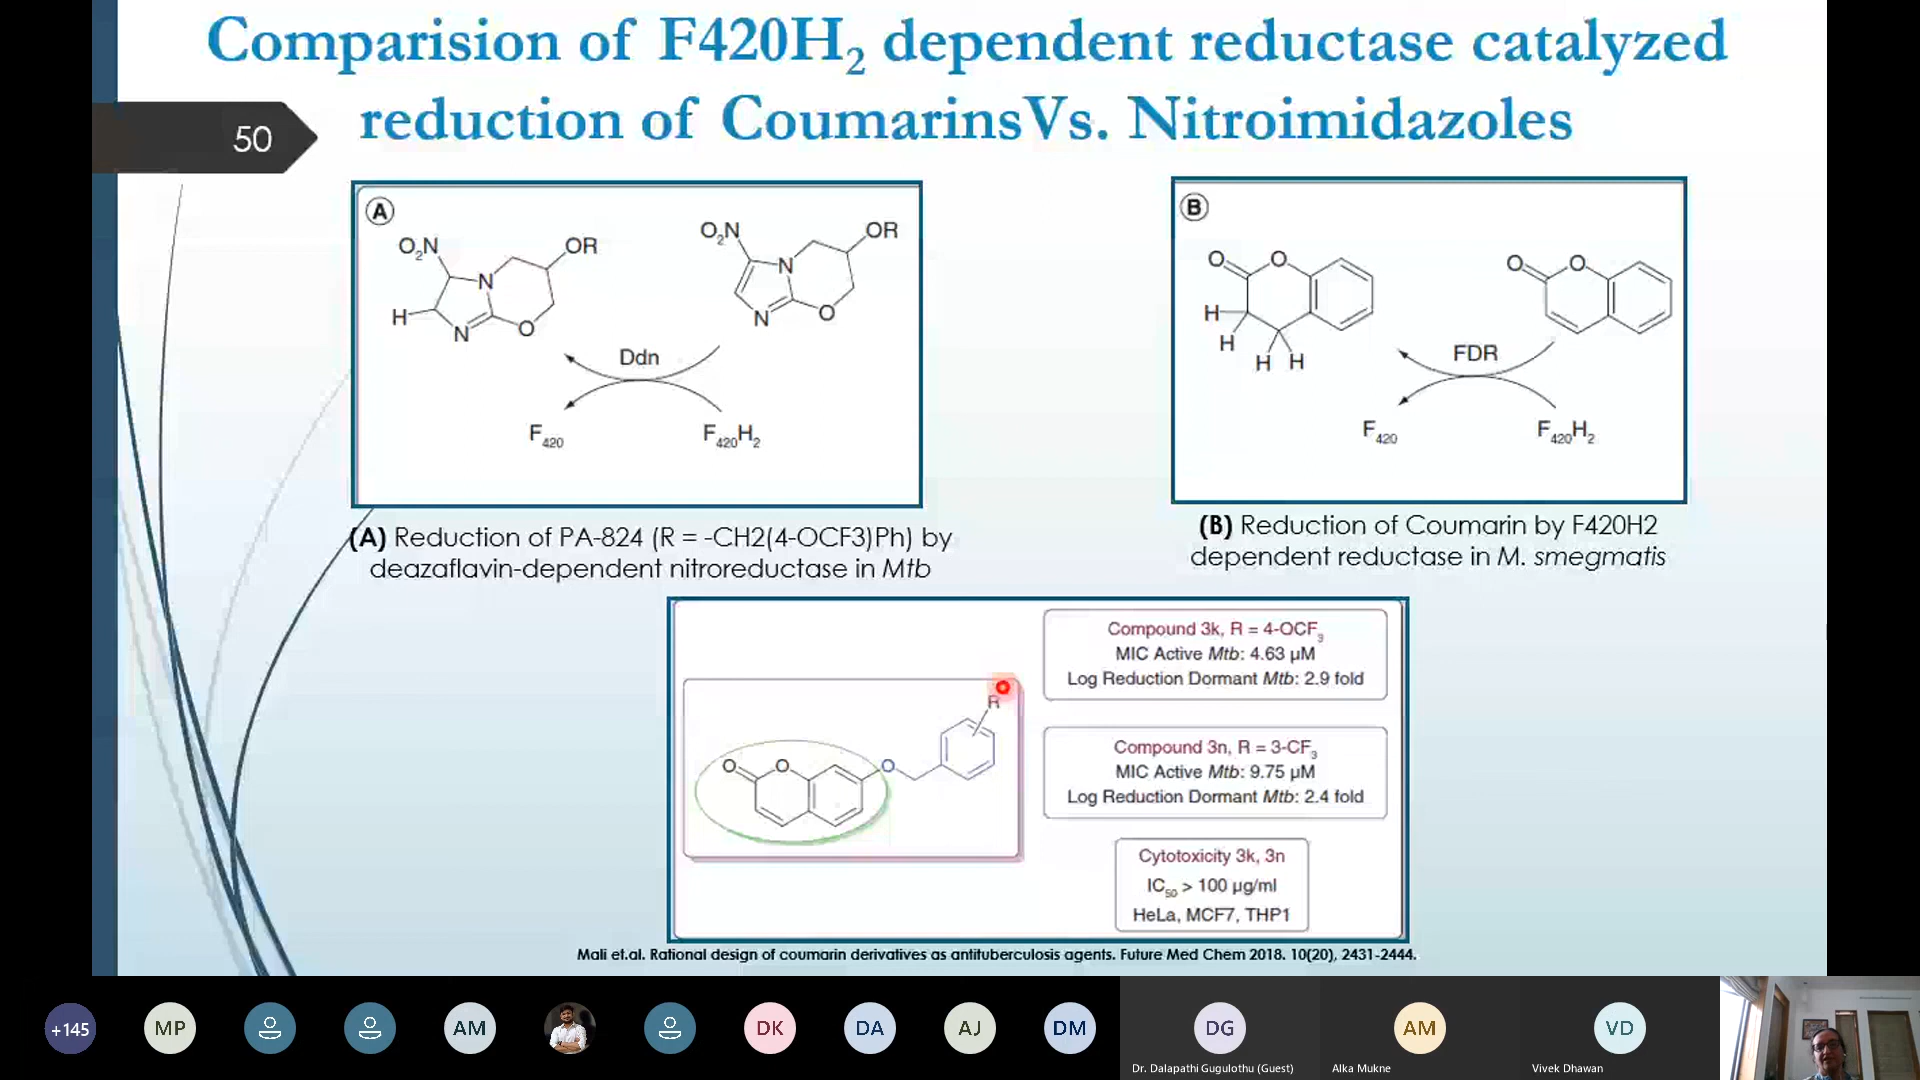 Comparision of F420H2 dependent reductase catalyzed
reduction of Coumarins Vs. Nitroimidazoles
50
A
O2N
OR
N
H
N
O
O2N
OR
N
N
O
Ddn
F420
F420H2
B
O
O
H
H
H H
O
O
FDR
F420
F420H2
(A) Reduction of PA-824 (R = -CH2(4-OCF3)Ph) by
deazaflavin-dependent nitroreductase in Mtb
(B) Reduction of Coumarin by F420H2
dependent reductase in M. smegmatis
R
O
O
O
Compound 3k, R = 4-OCF3
MIC Active Mtb: 4.63 µM
Log Reduction Dormant Mtb: 2.9 fold
Compound 3n, R = 3-CF3
MIC Active Mtb: 9.75 µM
Log Reduction Dormant Mtb: 2.4 fold
Cytotoxicity 3k, 3n
IC50 > 100 µg/ml
HeLa, MCF7, THP1
Mali et.al. Rational design of coumarin derivatives as antituberculosis agents. Future Med Chem 2018. 10(20), 2431-2444.
+145
MP
AM
DK
DA
AJ
DM
DG
AM
VD
Dr. Dalapathi Gugulothu (Guest)
Alka Mukne
Vivek Dhawan